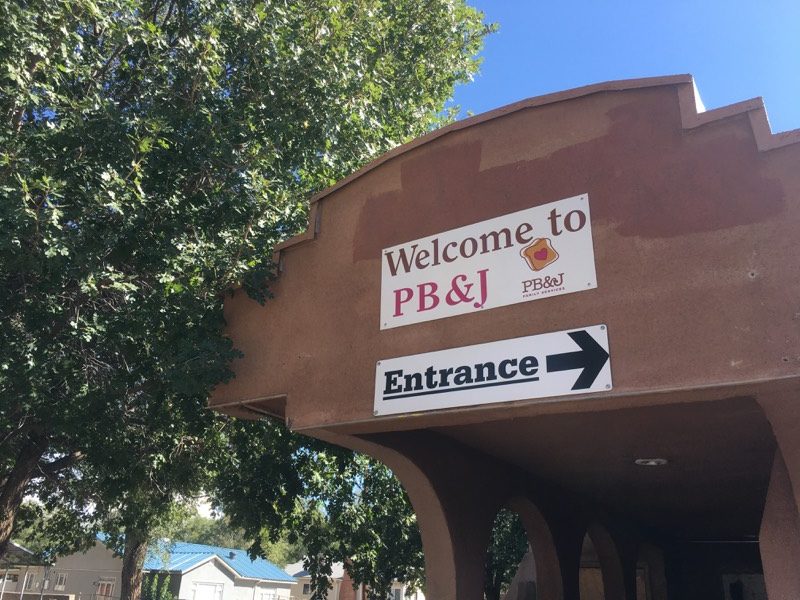 Welcome to
PB&J
PB&J
FAMILY SERVICES
Entrance